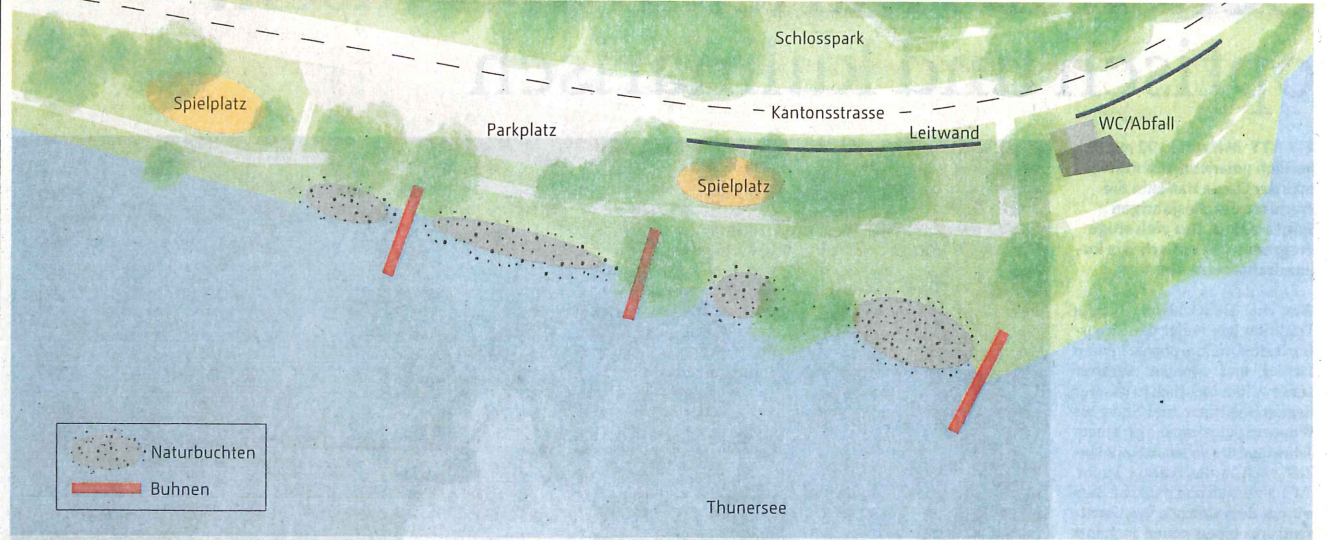 Schlosspark
Spielplatz
Kantonsstrasse
Parkplatz
Leitwand
WC/Abfall
Spielplatz
Naturbuchten
Buhnen
Thunersee